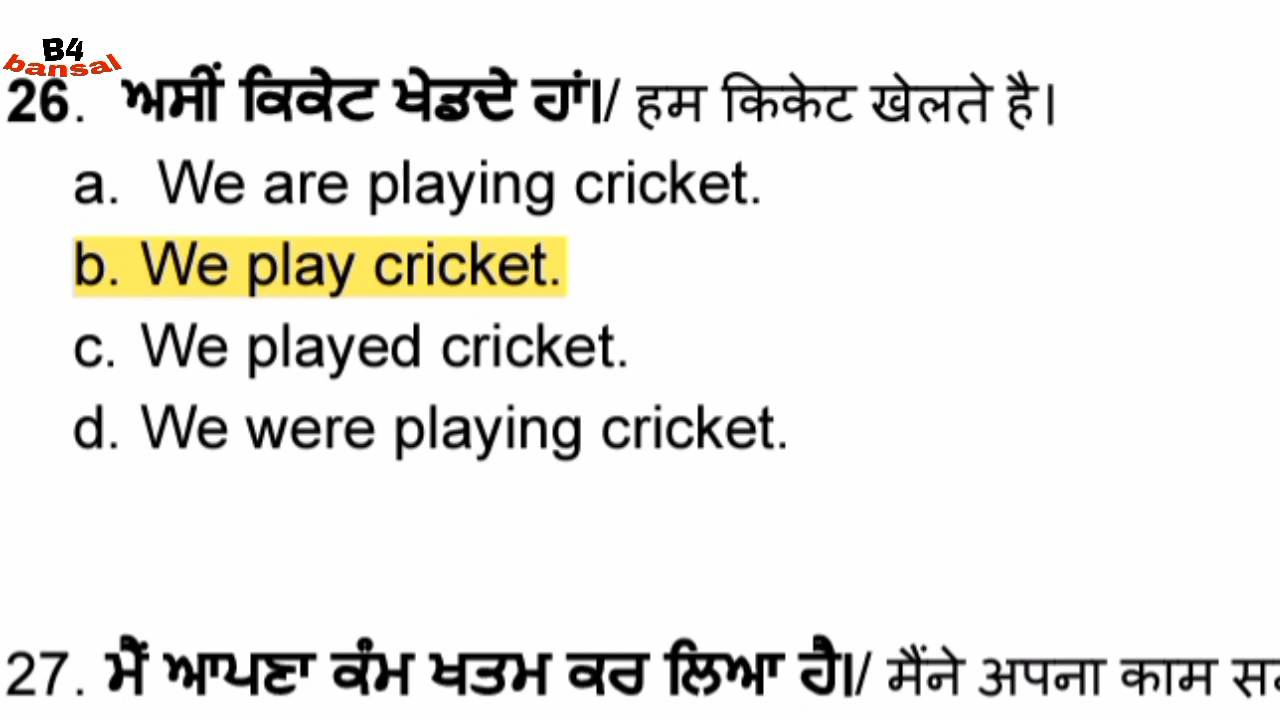 B4
bansal
26. ਅਸੀਂ ਕਿਕੇਟ ਖੇਡਦੇ ਹਾਂ।/ हम किकेट खेलते है।
a. We are playing cricket.
b. We play cricket.
c. We played cricket.
d. We were playing cricket.
27. ਮੈਂ ਆਪਣਾ ਕੰਮ ਖਤਮ ਕਰ ਲਿਆ ਹੈ।/ मैंने अपना काम